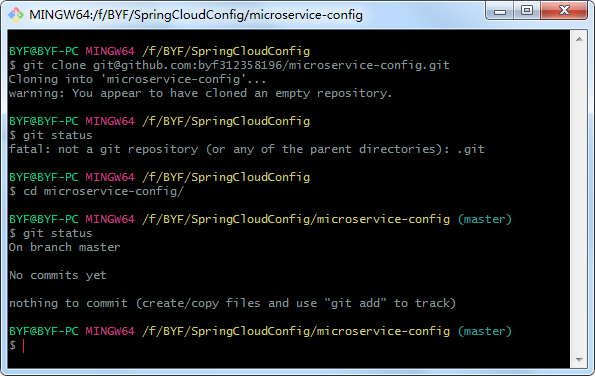 MINGW64:/f/BYF/SpringCloudConfig/microservice-config
BYF@BYF-PC MINGW64 /f/BYF/SpringCloudConfig
$ git clone git@github.com:byf312358196/microservice-config.git
Cloning into 'microservice-config'...
warning: You appear to have cloned an empty repository.
BYF@BYF-PC MINGW64 /f/BYF/SpringCloudConfig
$ git status
fatal: not a git repository (or any of the parent directories): .git
BYF@BYF-PC MINGW64 /f/BYF/SpringCloudConfig
$ cd microservice-config/
BYF@BYF-PC MINGW64 /f/BYF/SpringCloudConfig/microservice-config (master)
$ git status
On branch master
No commits yet
nothing to commit (create/copy files and use "git add" to track)
BYF@BYF-PC MINGW64 /f/BYF/SpringCloudConfig/microservice-config (master)
$